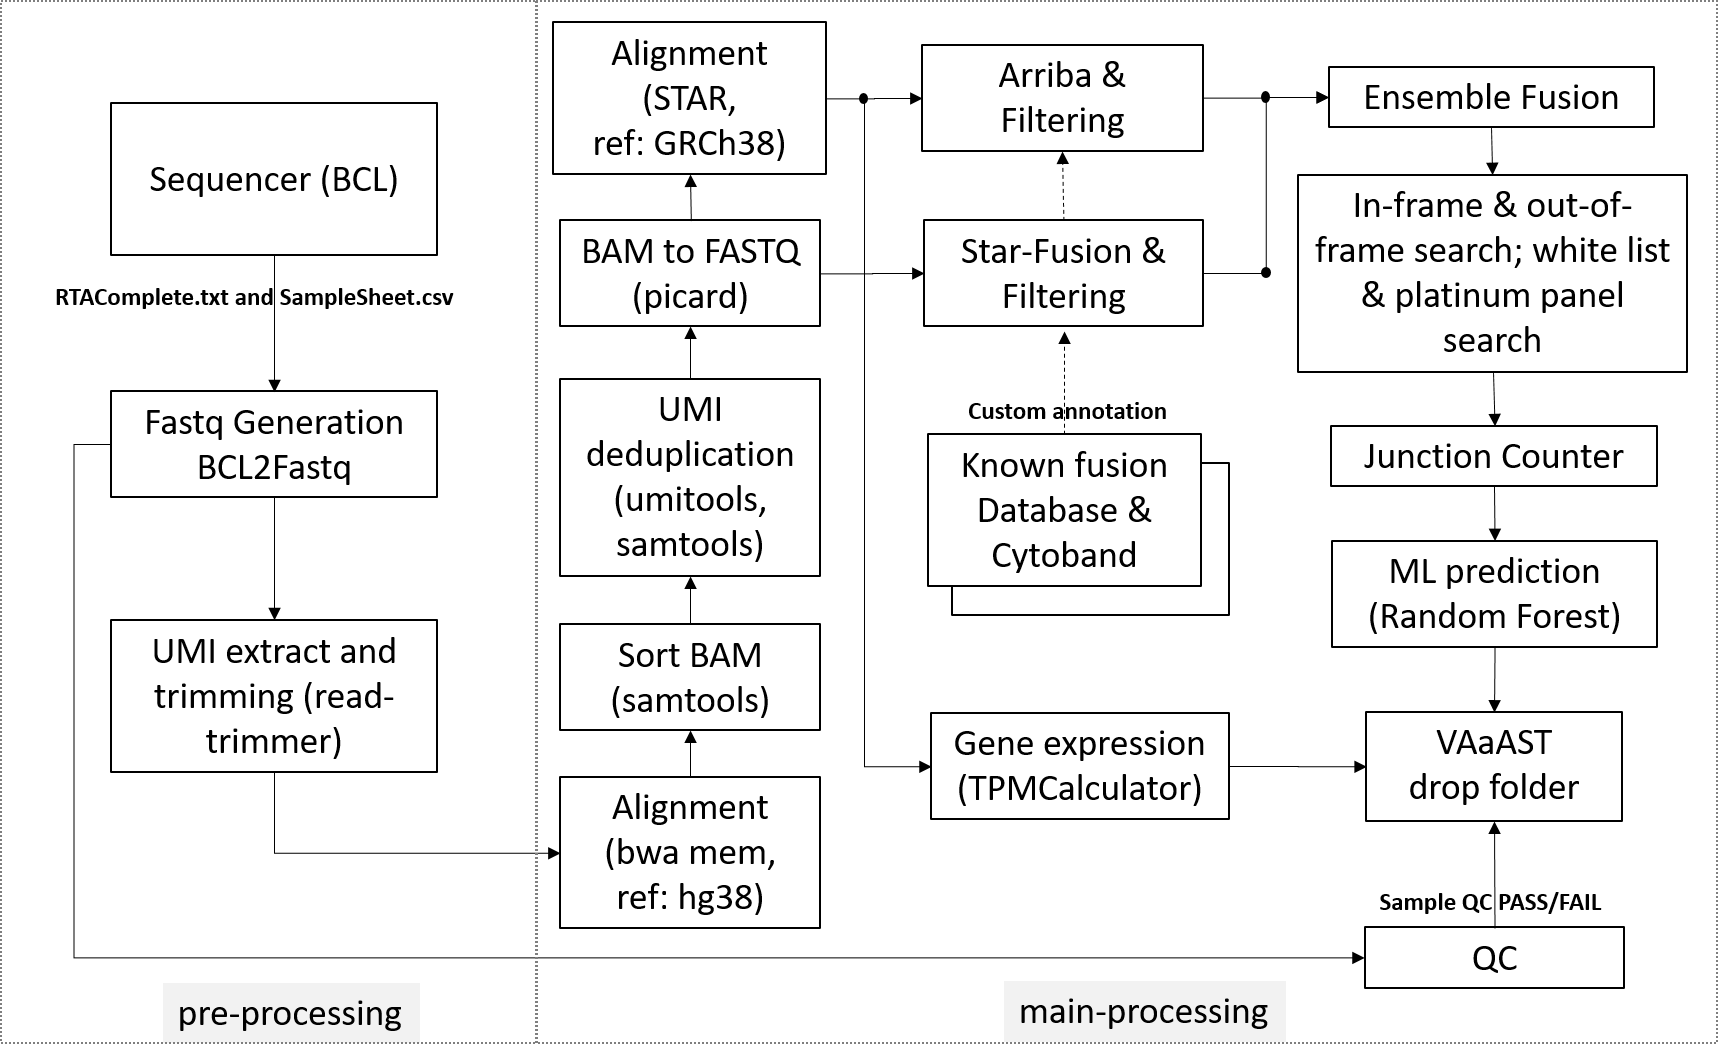 Sequencer (BCL)
RTAComplete.txt and SampleSheet.csv
Fastq Generation
BCL2Fastq
UMI extract and
trimming (read-
trimmer)
pre-processing
Alignment
(STAR,
ref: GRCh38)
BAM to FASTQ
(picard)
UMI
deduplication
(umitools,
samtools)
Sort BAM
(samtools)
Alignment
(bwa mem,
ref: hg38)
Arriba &
Filtering
Star-Fusion &
Filtering
Custom annotation
Known fusion
Database &
Cytoband
Gene expression
(TPMCalculator)
Ensemble Fusion
In-frame & out-of-
frame search; white list
& platinum panel
search
Junction Counter
ML prediction
(Random Forest)
VAaAST
drop folder
Sample QC PASS/FAIL
QC
main-processing